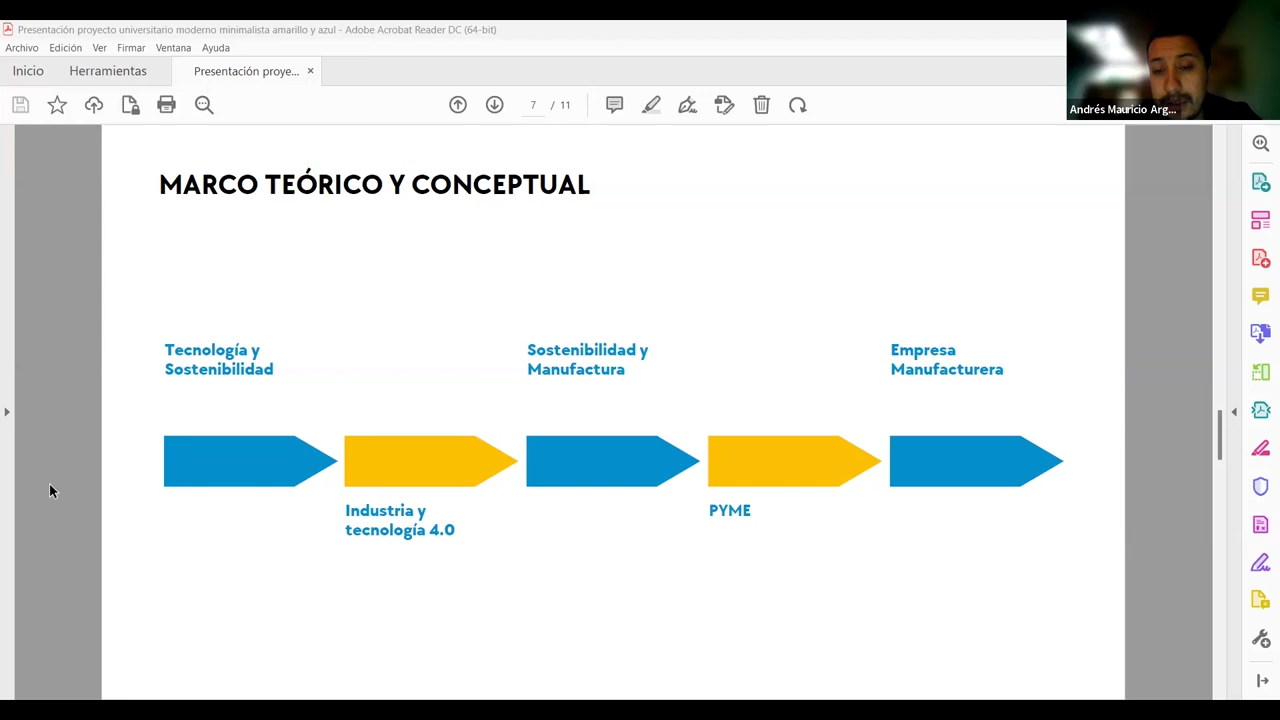 Presentación proyecto universitario moderno minimalista amarillo y azul - Adobe Acrobat Reader DC (64-bit)
Archivo Edición Ver Firmar Ventana Ayuda
Inicio Herramientas Presentación proye... ×
7 / 11
Andrés Mauricio Arg...
MARCO TEÓRICO Y CONCEPTUAL
Tecnología y
Sostenibilidad
Sostenibilidad y
Manufactura
Empresa
Manufacturera
Industria y
tecnología 4.0
PYME